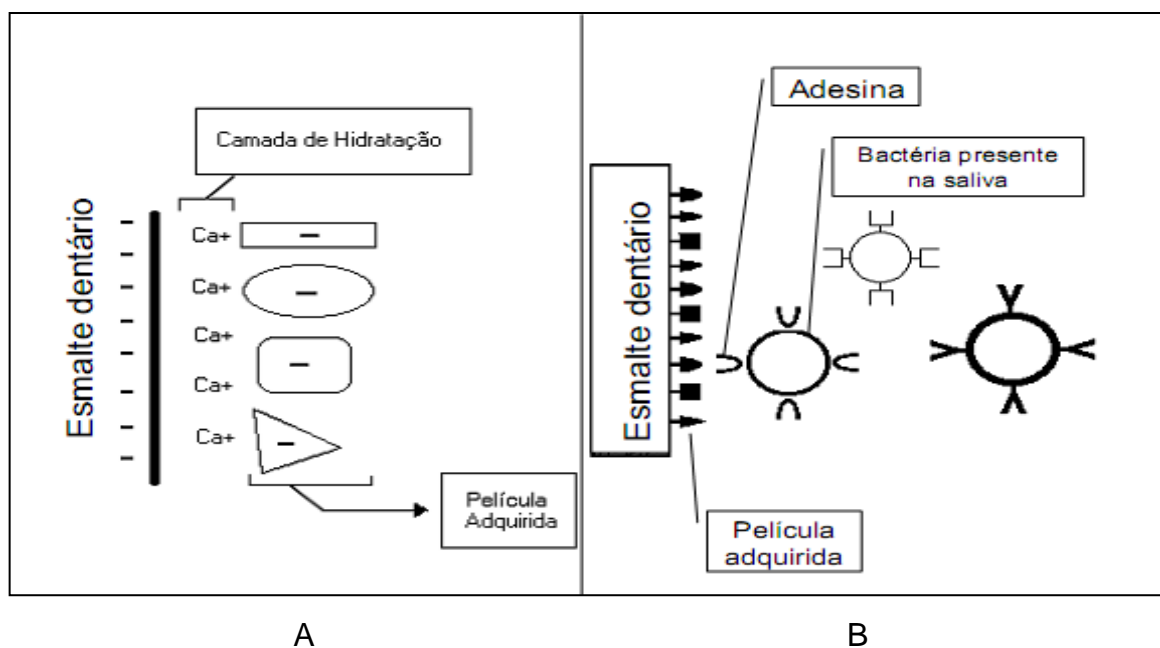 Camada de Hidratação
Esmalte dentário
Ca+
Ca+
Ca+
Ca+
Ca+
Película
Adquirida
Adesina
Bactéria presente
na saliva
Esmalte dentário
Película
adquirida
A
B